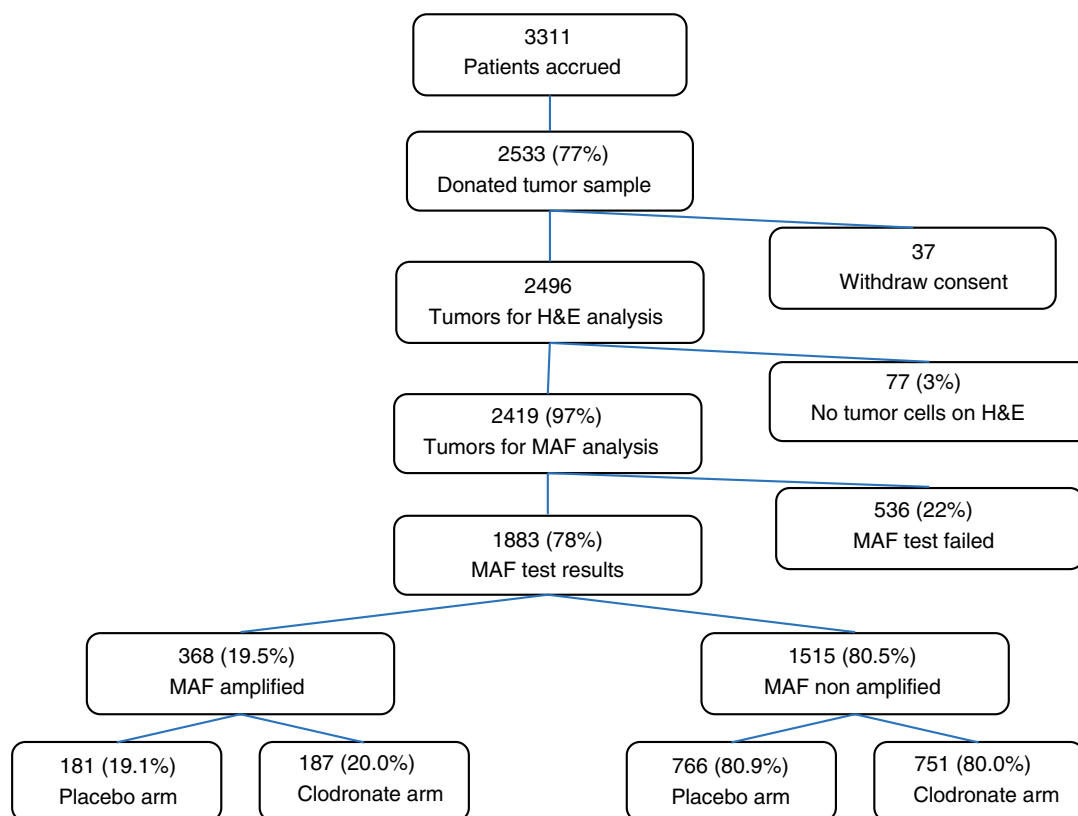 3311
Patients accrued
2533 (77%)
Donated tumor sample
37
Withdraw consent
2496
Tumors for H&E analysis
77 (3%)
No tumor cells on H&E
2419 (97%)
Tumors for MAF analysis
536 (22%)
MAF test failed
1883 (78%)
MAF test results
368 (19.5%)
MAF amplified
1515 (80.5%)
MAF non amplified
181 (19.1%)
Placebo arm
187 (20.0%)
Clodronate arm
766 (80.9%)
Placebo arm
751 (80.0%)
Clodronate arm